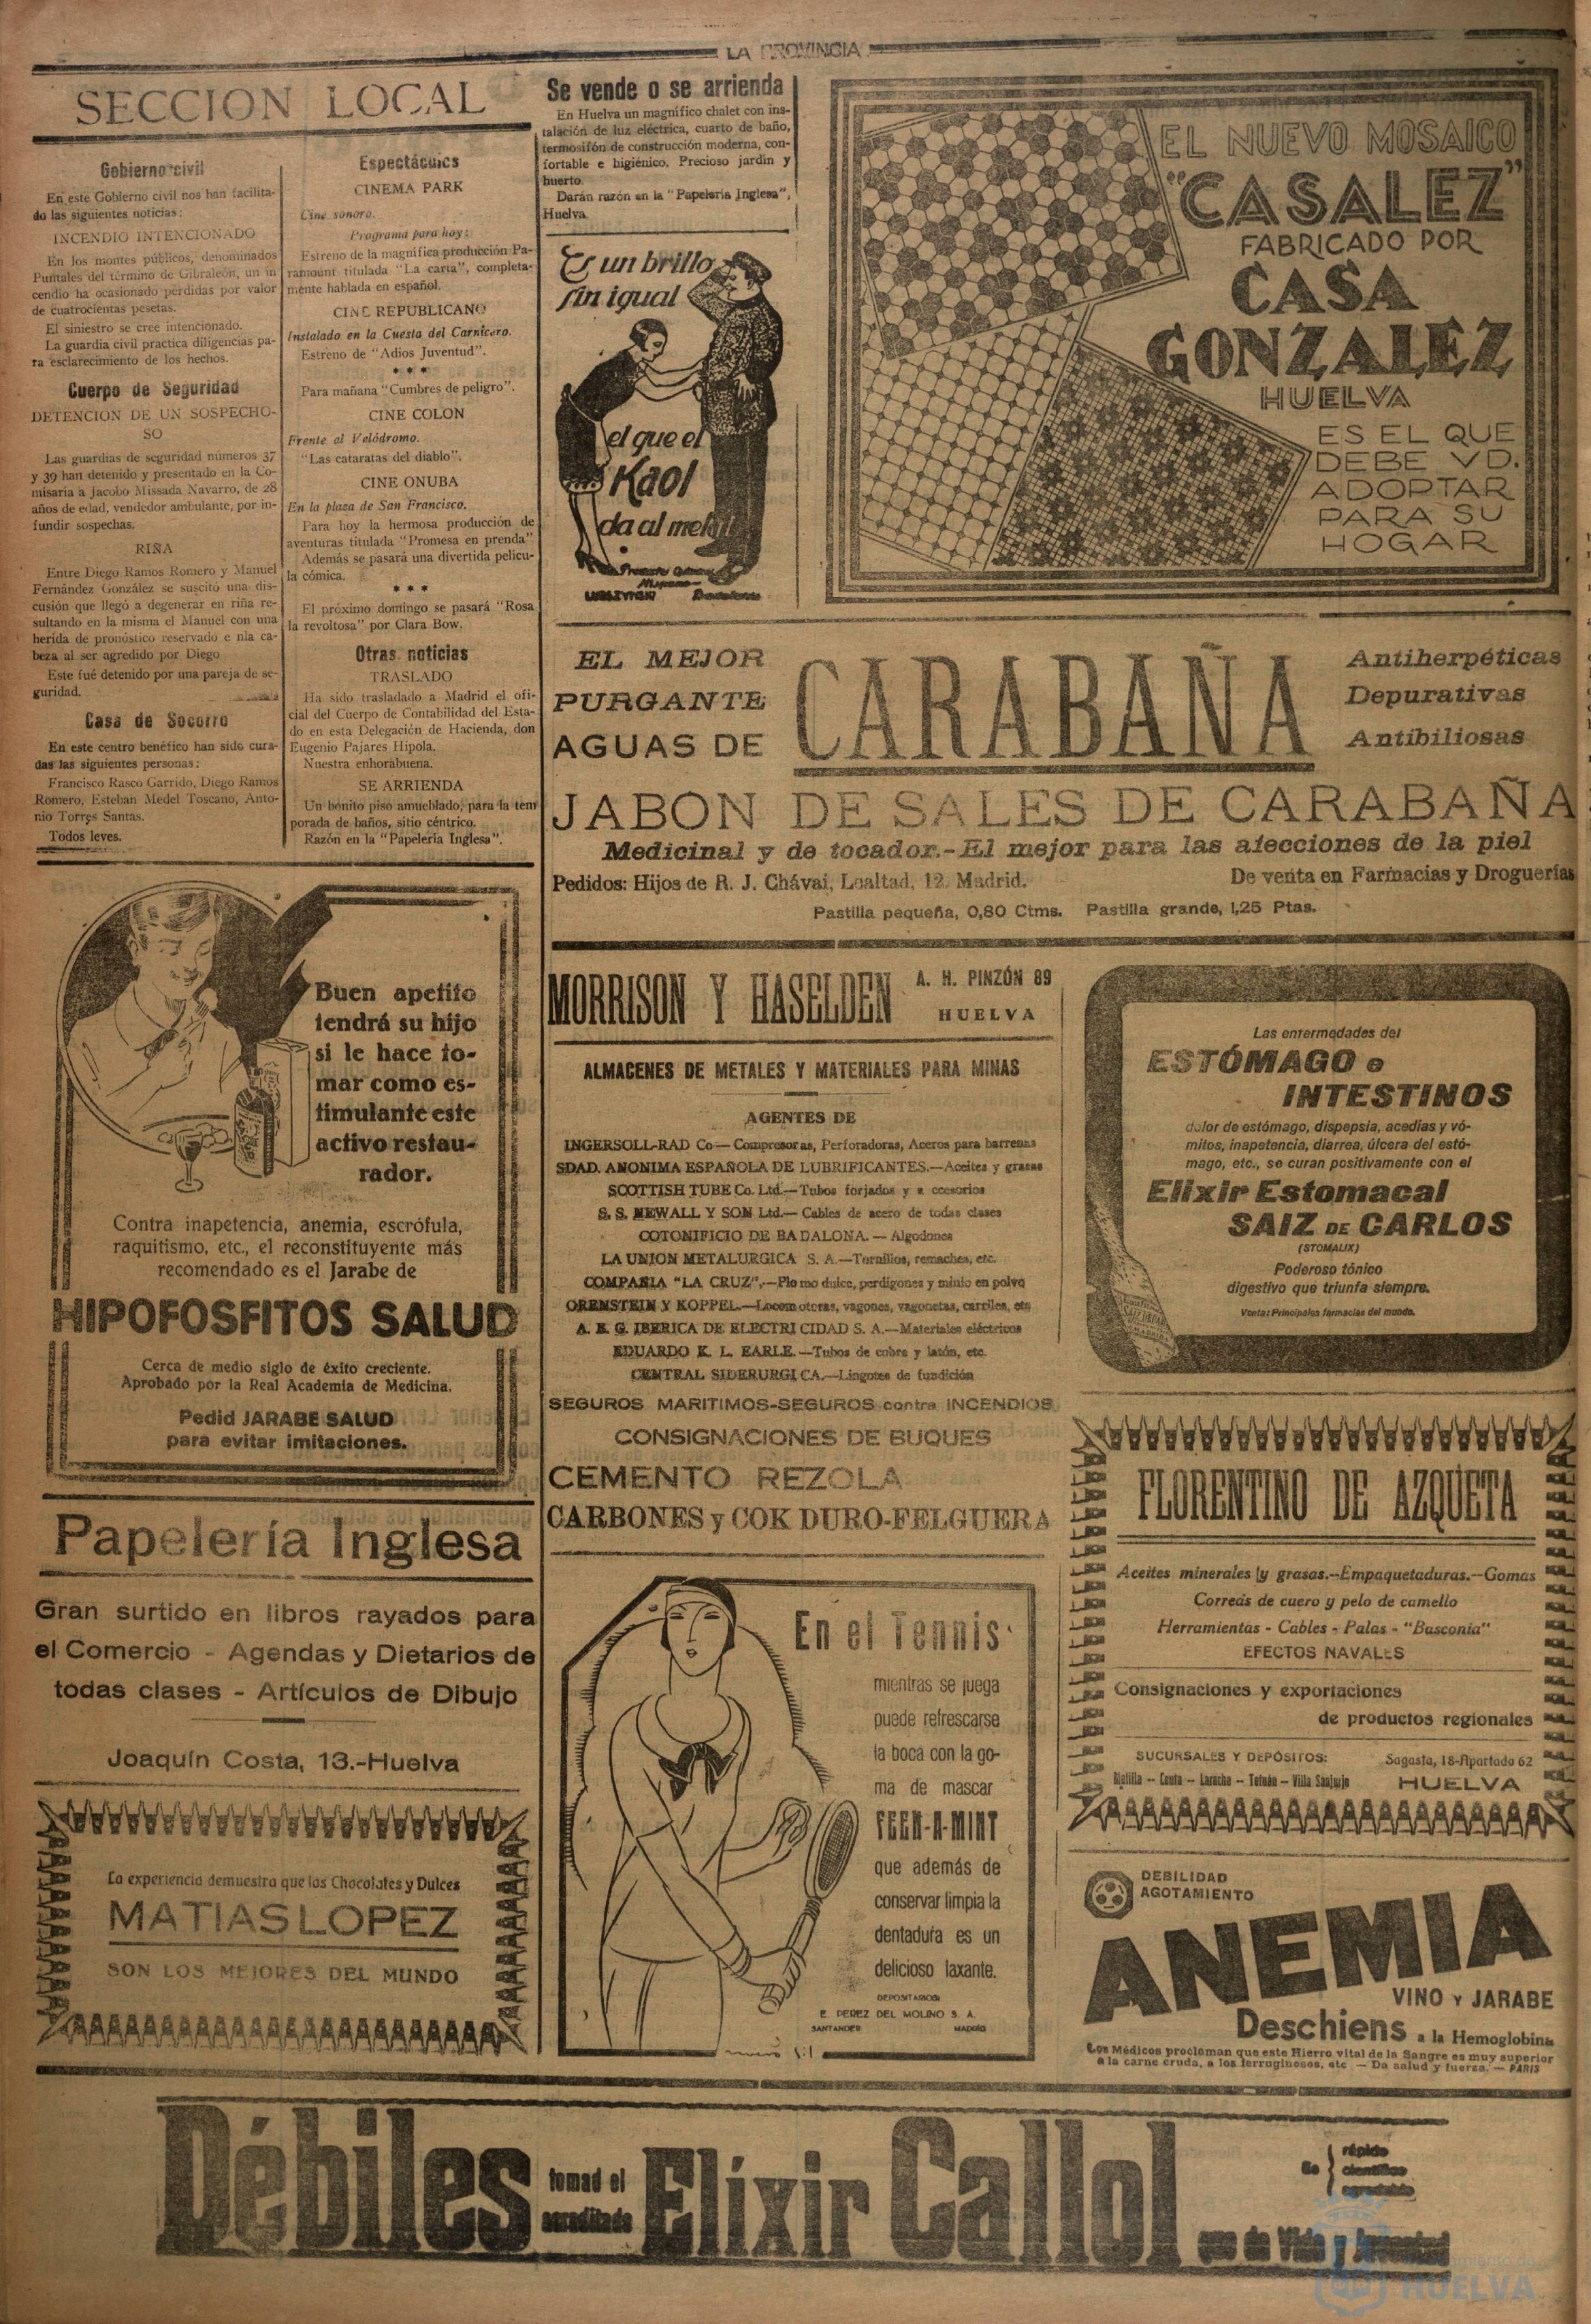 LA PROVINCIA
SECCION LOCAL
Gobierno civil
En este Gobierno civil nos han facilita-
do las siguientes noticias:
INCENDIO INTENCIONADO
En los montes públicos, denominados
Puntales del término de Gibraleón, un in
cendio ha ocasionado pérdidas por valor
de cuatrocientas pesetas.
El siniestro se cree intencionado.
La guardia civil practica diligencias pa-
ra esclarecimiento de los hechos.
Cuerpo de Seguridad
DETENCION DE UN SOSPECHO-
SO
Las guardias de seguridad números 37
y 39 han detenido y presentado en la Co-
misaría a Jacobo Missada Navarro, de 28
años de edad, vendedor ambulante, por in-
fundir sospechas.
RIÑA
Entre Diego Ramos Romero y Manuel
Fernández González se suscitó una dis-
cusión que llegó a degenerar en riña re-
sultando en la misma el Manuel con una
herida de pronóstico reservado e nla ca-
beza al ser agredido por Diego
Este fué detenido por una pareja de se-
guridad.
Casa de Socorro
En este centro benéfico han sido cura-
das las siguientes personas:
Francisco Rasco Garrido, Diego Ramos
Romero, Esteban Medel Toscano, Anto-
nio Torres Santas.
Todos leves.
Espectáculos
CINEMA PARK
Cine sonoro.
Programa para hoy:
Estreno de la magnífica producción Pa-
ramount titulada "La carta", completa-
mente hablada en español.
CINE REPUBLICANO
Instalado en la Cuesta del Carnicero.
Estreno de "Adios Juventud".
* * *
Para mañana "Cumbres de peligro".
CINE COLON
Frente al Velódromo.
"Las cataratas del diablo".
CINE ONUBA
En la plaza de San Francisco.
Para hoy la hermosa producción de
aventuras titulada "Promesa en prenda"
Además se pasará una divertida pelícu-
la cómica.
* * *
El próximo domingo se pasará "Rosa
la revoltosa" por Clara Bow.
Otras noticias
TRASLADO
Ha sido trasladado a Madrid el ofi-
cial del Cuerpo de Contabilidad del Esta-
do en esta Delegación de Hacienda, don
Eugenio Pajares Hipola.
Nuestra enhorabuena.
SE ARRIENDA
Un bonito piso amueblado, para la tem
porada de baños, sitio céntrico.
Razón en la "Papelería Inglesa".
Se vende o se arrienda
En Huelva un magnífico chalet con ins-
talación de luz eléctrica, cuarto de baño,
termosifón de construcción moderna, con-
fortable e higiénico. Precioso jardín y
huerto.
Darán razón en la "Papelería Inglesa",
Huelva.
Es un brillo
sin igual
el que el
Kaol
da al metal
LUBSZYNSKI
EL NUEVO MOSAICO
"CASALEZ"
FABRICADO POR
CASA
GONZALEZ
HUELVA
ES EL QUE
DEBE VD.
ADOPTAR
PARA SU
HOGAR
EL MEJOR
PURGANTE
AGUAS DE
CARABAÑA
Antiherpéticas
Depurativas
Antibiliosas
JABON DE SALES DE CARABAÑA
Medicinal y de tocador.-El mejor para las afecciones de la piel
Pedidos: Hijos de R. J. Chávai, Lealtad, 12. Madrid.
De venta en Farmacias y Droguerías
Pastilla pequeña, 0,80 Ctms. Pastilla grande, 1,25 Ptas.
Buen apetito
tendrá su hijo
si le hace to-
mar como es-
timulante este
activo restau-
rador.
Contra inapetencia, anemia, escrófula,
raquitismo, etc., el reconstituyente más
recomendado es el Jarabe de
HIPOFOSFITOS SALUD
Cerca de medio siglo de éxito creciente.
Aprobado por la Real Academia de Medicina.
Pedid JARABE SALUD
para evitar imitaciones.
Papelería Inglesa
Gran surtido en libros rayados para
el Comercio - Agendas y Dietarios de
todas clases - Artículos de Dibujo
Joaquín Costa, 13.-Huelva
La experiencia demuestra que los Chocolates y Dulces
MATIAS LOPEZ
SON LOS MEJORES DEL MUNDO
MORRISON Y HASELDEN
A. H. PINZÓN 89
HUELVA
ALMACENES DE METALES Y MATERIALES PARA MINAS
AGENTES DE
INGERSOLL-RAD Co — Compresoras, Perforadoras, Aceros para barrenas
SDAD. ANONIMA ESPAÑOLA DE LUBRIFICANTES.—Aceites y grasas
SCOTTISH TUBE Co. Ltd.—Tubos forjados y a ccesorios
S. S. NEWALL Y SON Ltd.— Cables de acero de todas clases
COTONIFICIO DE BADALONA. — Algodones
LA UNION METALURGICA S. A.—Tornillos, remaches, etc.
COMPAÑIA "LA CRUZ".—Plo mo dulce, perdigones y minio en polvo
ORENSTEIN Y KOPPEL.—Locom otoras, vagones, vagonetas, carriles, etc
A. E. G. IBERICA DE ELECTRI CIDAD S. A.—Materiales eléctricos
EDUARDO K. L. EARLE.—Tubos de cobre y latón, etc.
CENTRAL SIDERURGI CA.—Lingotes de fundición
SEGUROS MARITIMOS-SEGUROS contra INCENDIOS
CONSIGNACIONES DE BUQUES
CEMENTO REZOLA
CARBONES y COK DURO-FELGUERA
En el Tennis
mientras se juega
puede refrescarse
la boca con la go-
ma de mascar
FEEN-A-MINT
que además de
conservar limpia la
dentadura es un
delicioso laxante.
DEPOSITARIOS
E. PEREZ DEL MOLINO S. A.
SANTANDER MADRID
Las enfermedades del
ESTÓMAGO e
INTESTINOS
dolor de estómago, dispepsia, acedias y vó-
mitos, inapetencia, diarrea, úlcera del estó-
mago, etc., se curan positivamente con el
Elixir Estomacal
SAIZ DE CARLOS
(STOMALIX)
Poderoso tónico
digestivo que triunfa siempre.
Venta: Principales farmacias del mundo.
FLORENTINO DE AZQUETA
Aceites minerales y grasas.--Empaquetaduras.--Gomas
Correas de cuero y pelo de camello
Herramientas - Cables - Palas - "Basconia"
EFECTOS NAVALES
Consignaciones y exportaciones
de productos regionales
SUCURSALES Y DEPÓSITOS:
Melilla -- Ceuta -- Larache -- Tetuán -- Villa Sanjurjo
Sagasta, 18-Apartado 62
HUELVA
DEBILIDAD
AGOTAMIENTO
ANEMIA
VINO Y JARABE
Deschiens a la Hemoglobina
Los Médicos proclaman que este Hierro vital de la Sangre es muy superior
a la carne cruda, a los ferruginosos, etc — Da salud y fuerza. — PARIS
Débiles
tomad el
acreditado
Elíxir Callol
Es
rápido
científico
agradable
que da Vida y Juventud
HUELVA